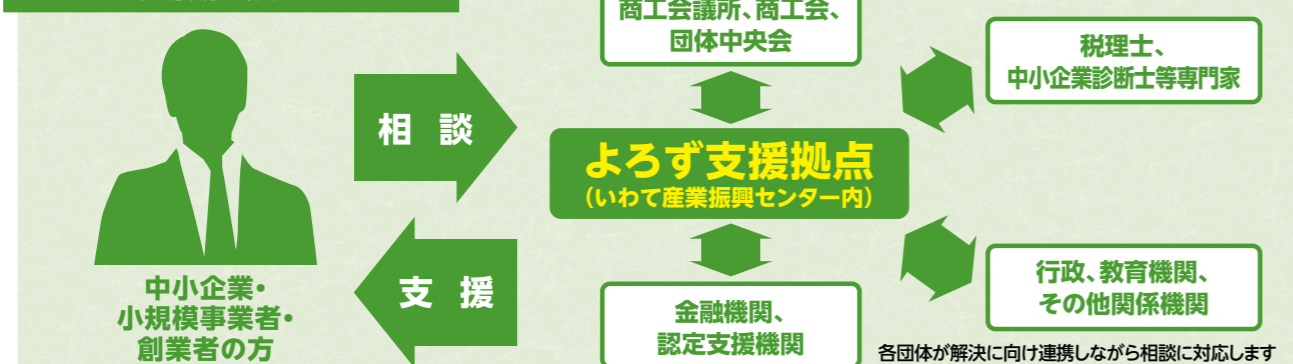 商工会議所、商工会、
団体中央会
税理士、
中小企業診断士等専門家
相 談
よろず支援拠点
（いわて産業振興センター内）
支 援
中小企業・
小規模事業者・
創業者の方
金融機関、
認定支援機関
行政、教育機関、
その他関係機関
各団体が解決に向け連携しながら相談に対応します